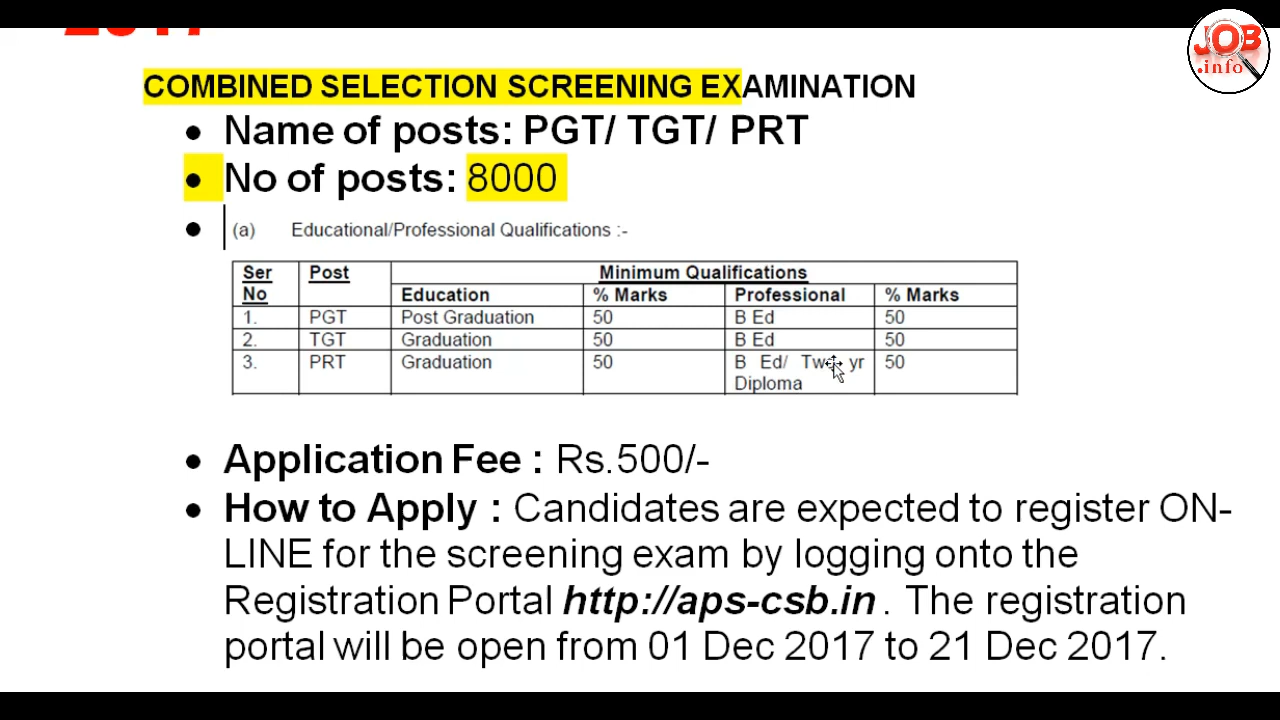 2017
JOB
.info
COMBINED SELECTION SCREENING EXAMINATION
• Name of posts: PGT/ TGT/ PRT
• No of posts: 8000
• (a) Educational/Professional Qualifications :-
Ser No Post Minimum Qualifications
Education % Marks Professional % Marks
1. PGT Post Graduation 50 B Ed 50
2. TGT Graduation 50 B Ed 50
3. PRT Graduation 50 B Ed/ Two yr Diploma 50
• Application Fee : Rs.500/-
• How to Apply : Candidates are expected to register ON-
LINE for the screening exam by logging onto the
Registration Portal http://aps-csb.in . The registration
portal will be open from 01 Dec 2017 to 21 Dec 2017.